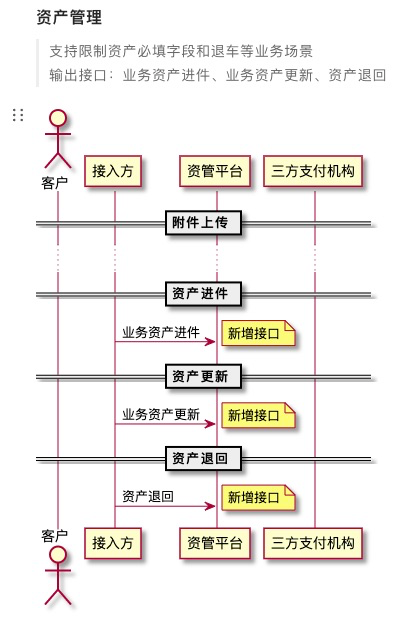 资产管理
支持限制资产必填字段和退车等业务场景
输出接口：业务资产进件、业务资产更新、资产退回
客户
接入方
资管平台
三方支付机构
附件上传
资产进件
业务资产进件
新增接口
资产更新
业务资产更新
新增接口
资产退回
资产退回
新增接口
客户
接入方
资管平台
三方支付机构